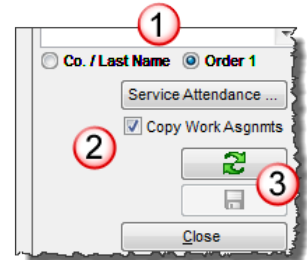 1
Co. / Last Name Order 1
Service Attendance ...
Copy Work Asgnmts
2
3
Close